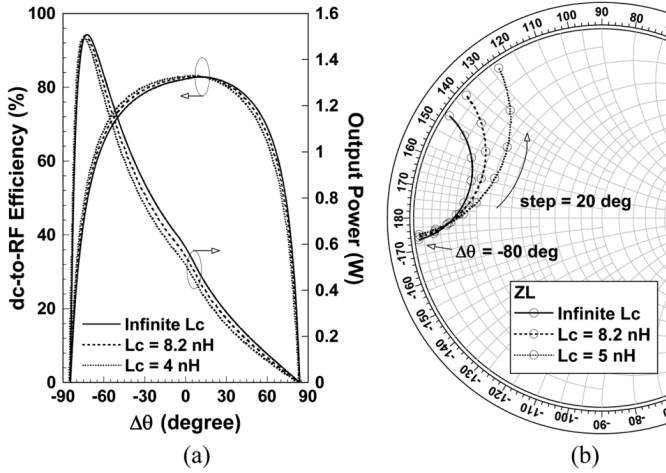 100
80
60
40
20
0
dc-to-RF Efficiency (%)
1.6
1.4
1.2
1
0.8
0.6
0.4
0.2
0
Output Power (W)
Infinite Lc
Lc = 8.2 nH
Lc = 4 nH
-90 -60 -30 0 30 60 90
Δθ (degree)
(a)
80
90
100
110
120
130
140
150
160
170
180
-170
-160
-150
-140
-130
-120
-110
-100
-90
-80
step = 20 deg
Δθ = -80 deg
ZL
Infinite Lc
Lc = 8.2 nH
Lc = 5 nH
(b)